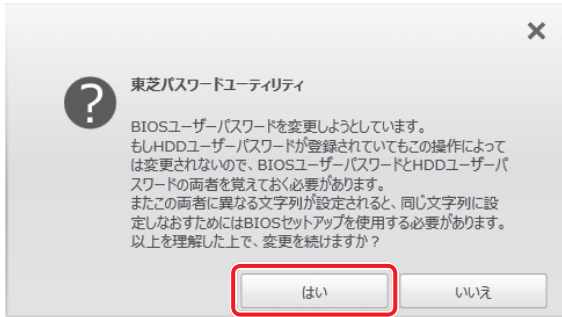 東芝パスワードユーティリティ
BIOSユーザーパスワードを変更しようとしています。
もしHDDユーザーパスワードが登録されていてもこの操作によって
は変更されないので、BIOSユーザーパスワードとHDDユーザーパ
スワードの両者を覚えておく必要があります。
またこの両者に異なる文字列が設定されると、同じ文字列に設
定しなおすためにはBIOSセットアップを使用する必要があります。
以上を理解した上で、変更を続けますか？
はい
いいえ